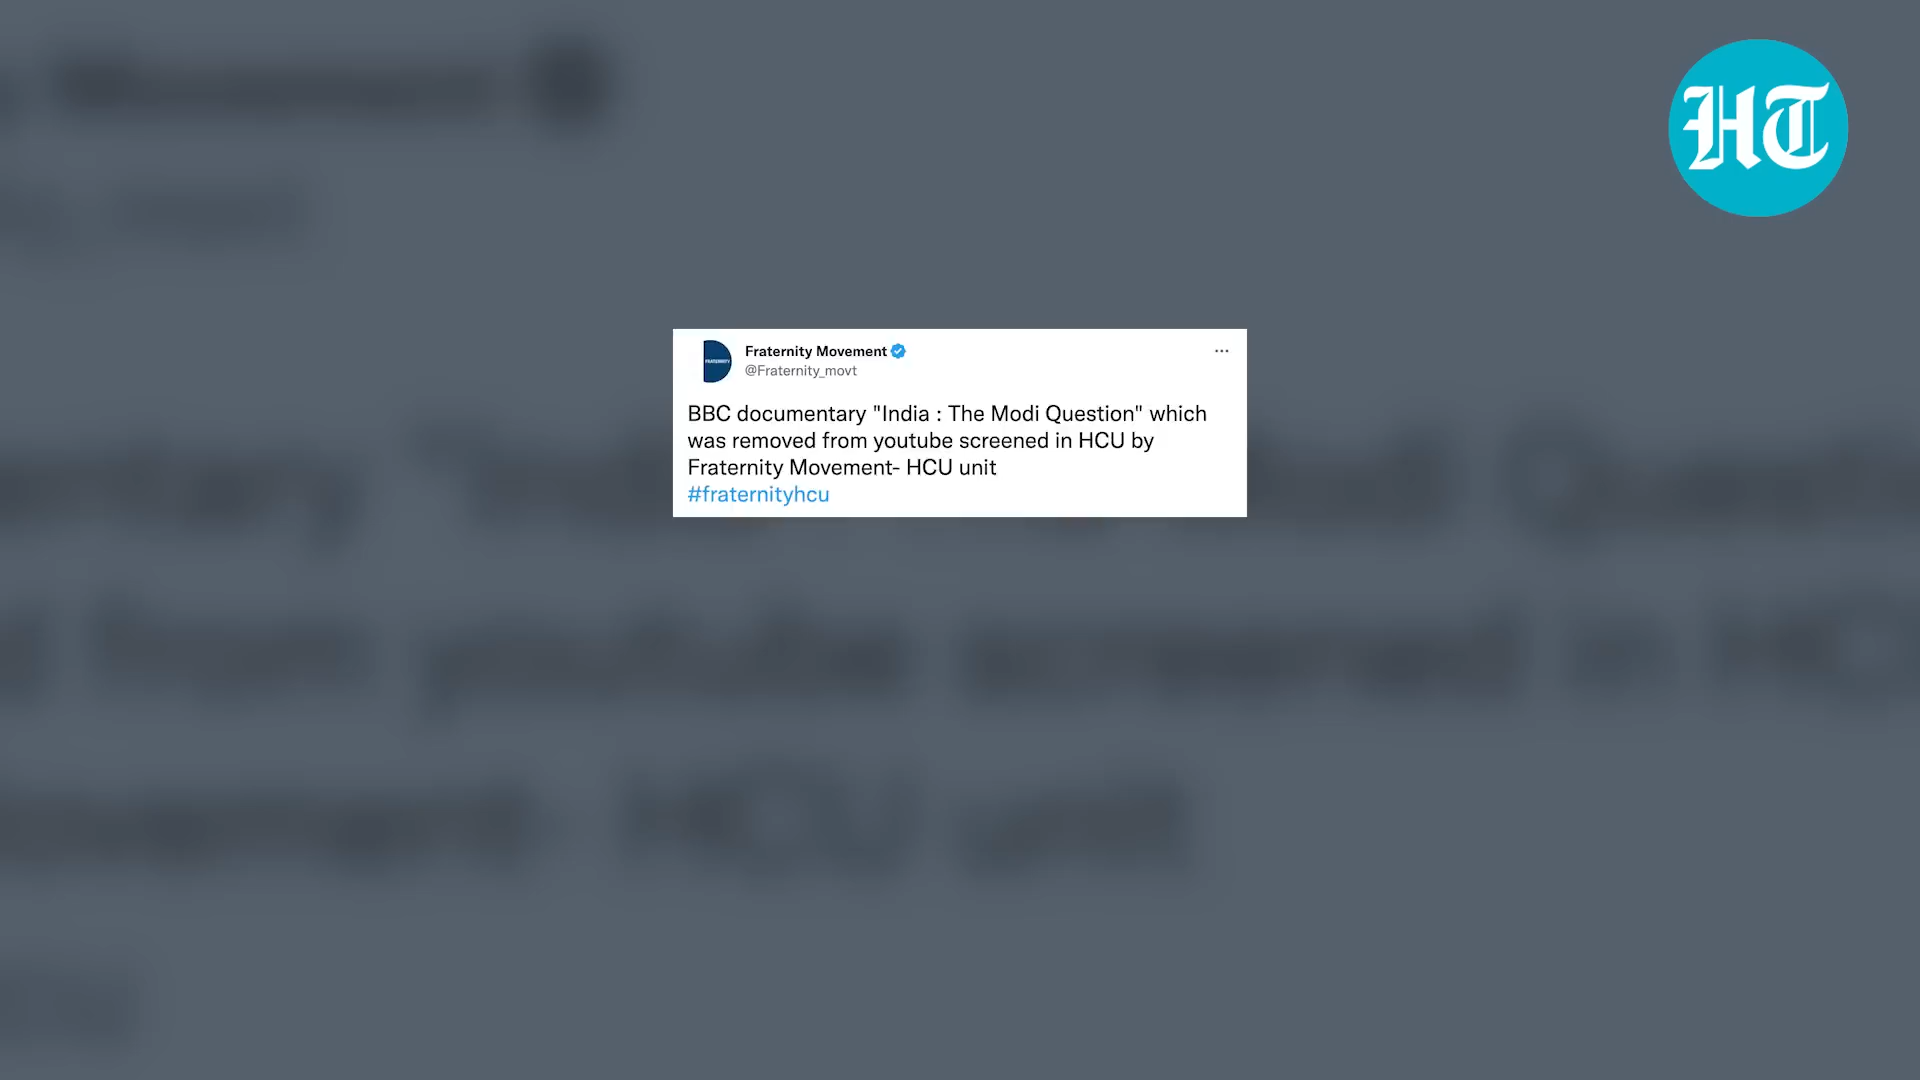 HT
FRATERNITY
Fraternity Movement
@Fraternity_movt
BBC documentary "India : The Modi Question" which
was removed from youtube screened in HCU by
Fraternity Movement- HCU unit
#fraternityhcu